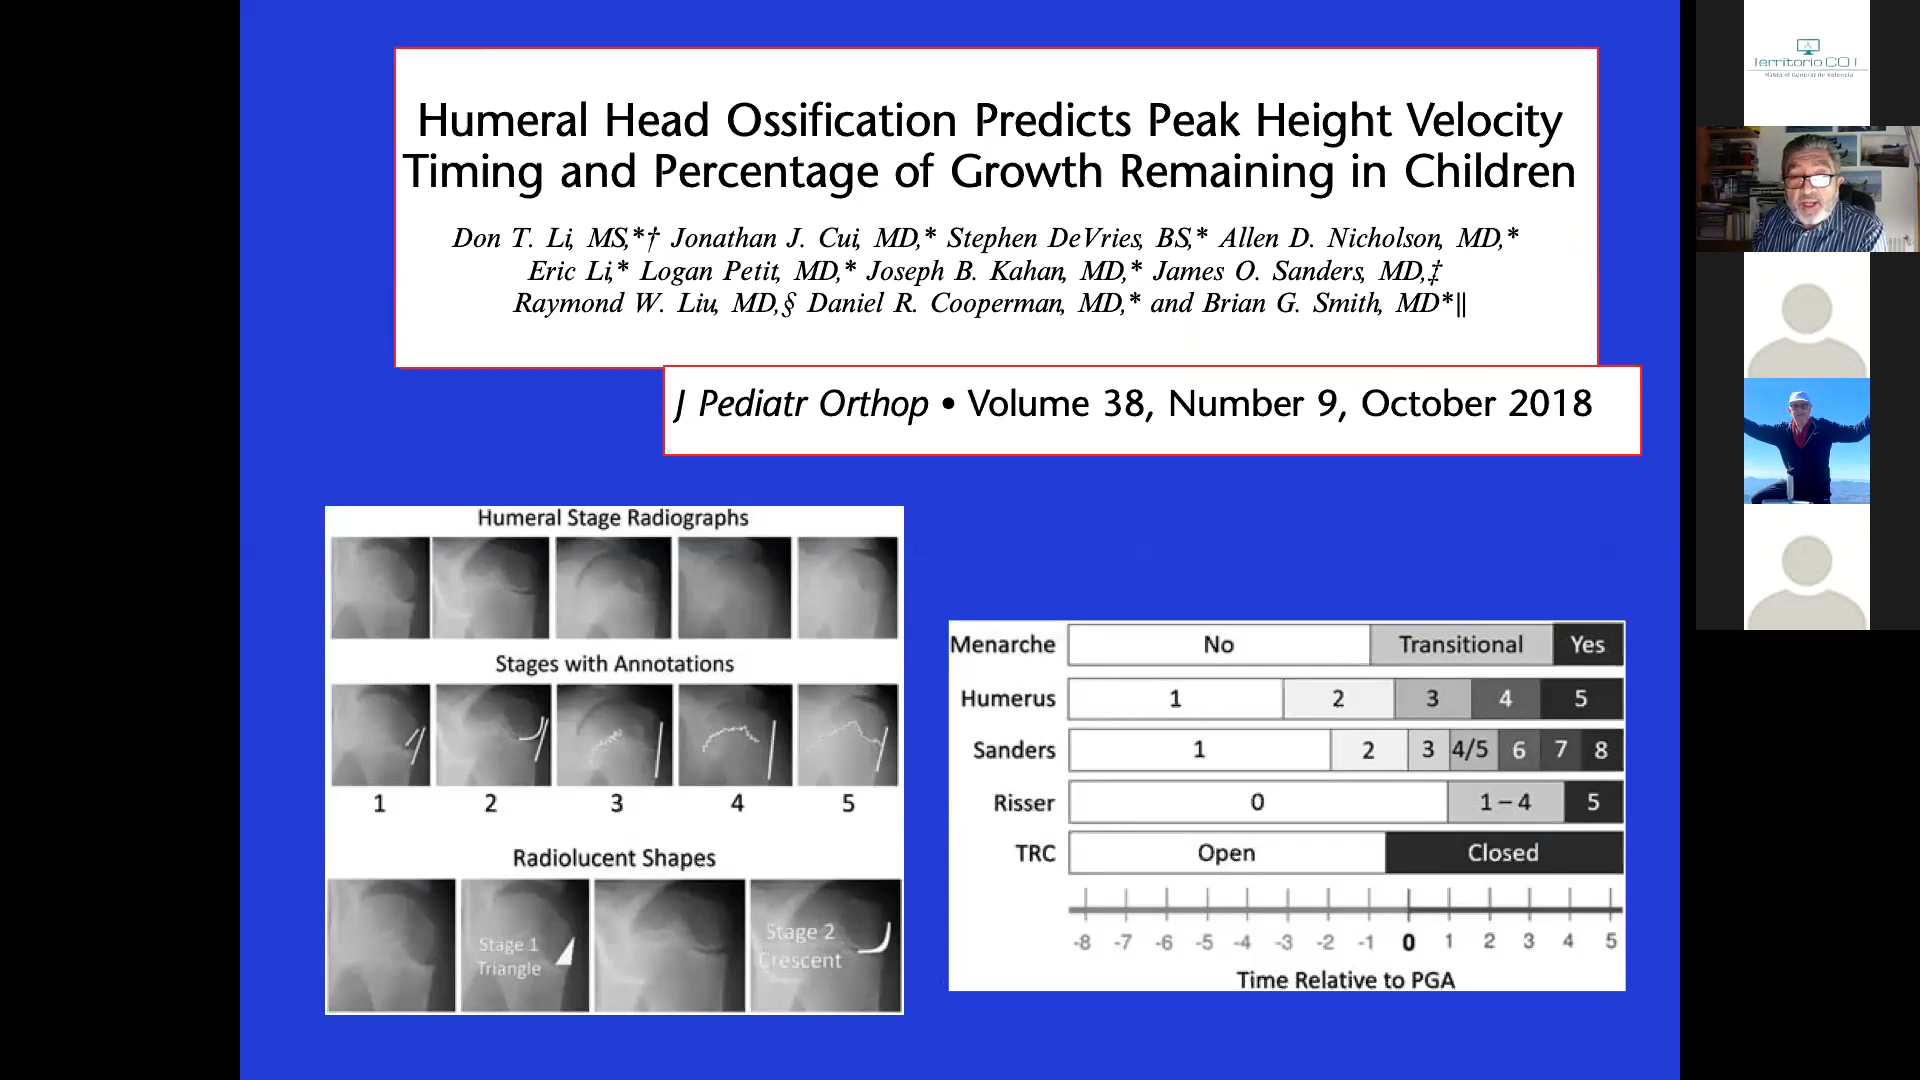 Humeral Head Ossification Predicts Peak Height Velocity
Timing and Percentage of Growth Remaining in Children
Don T. Li, MS,*† Jonathan J. Cui, MD,* Stephen DeVries, BS,* Allen D. Nicholson, MD,*
Eric Li,* Logan Petit, MD,* Joseph B. Kahan, MD,* James O. Sanders, MD,‡
Raymond W. Liu, MD,§ Daniel R. Cooperman, MD,* and Brian G. Smith, MD*||
J Pediatr Orthop • Volume 38, Number 9, October 2018
Humeral Stage Radiographs
Stages with Annotations
1 2 3 4 5
Radiolucent Shapes
Stage 1
Triangle
Stage 2
Crescent
Menarche No Transitional Yes
Humerus 1 2 3 4 5
Sanders 1 2 3 4/5 6 7 8
Risser 0 1 – 4 5
TRC Open Closed
-8 -7 -6 -5 -4 -3 -2 -1 0 1 2 3 4 5
Time Relative to PGA
Territorio CO